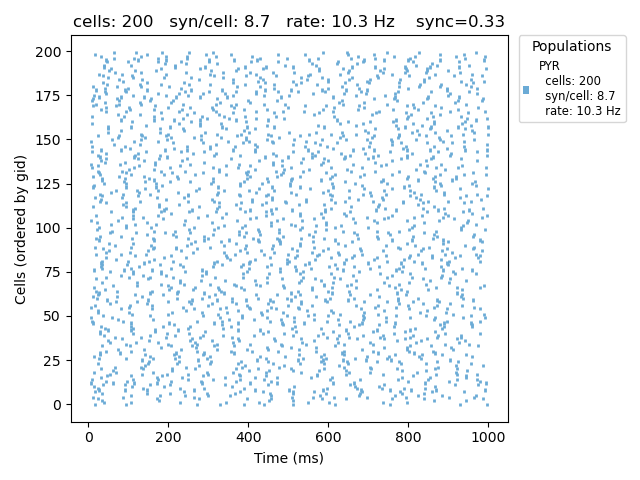 cells: 200   syn/cell: 8.7   rate: 10.3 Hz    sync=0.33
Populations
PYR
cells: 200
syn/cell: 8.7
rate: 10.3 Hz
Cells (ordered by gid)
200
175
150
125
100
75
50
25
0
0 200 400 600 800 1000
Time (ms)